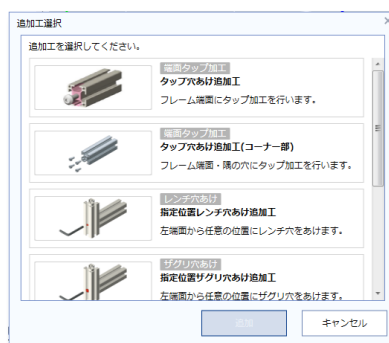 追加工選択
追加工を選択してください。
端面タップ加工
タップ穴あけ追加工
フレーム端面にタップ加工を行います。
端面タップ加工
タップ穴あけ追加工(コーナー部)
フレーム端面・隅の穴にタップ加工を行います。
レンチ穴あけ
指定位置レンチ穴あけ追加工
左端面から任意の位置にレンチ穴をあけます。
ザグリ穴あけ
指定位置ザグリ穴あけ追加工
左端面から任意の位置にザグリ穴をあけます。
追加
キャンセル